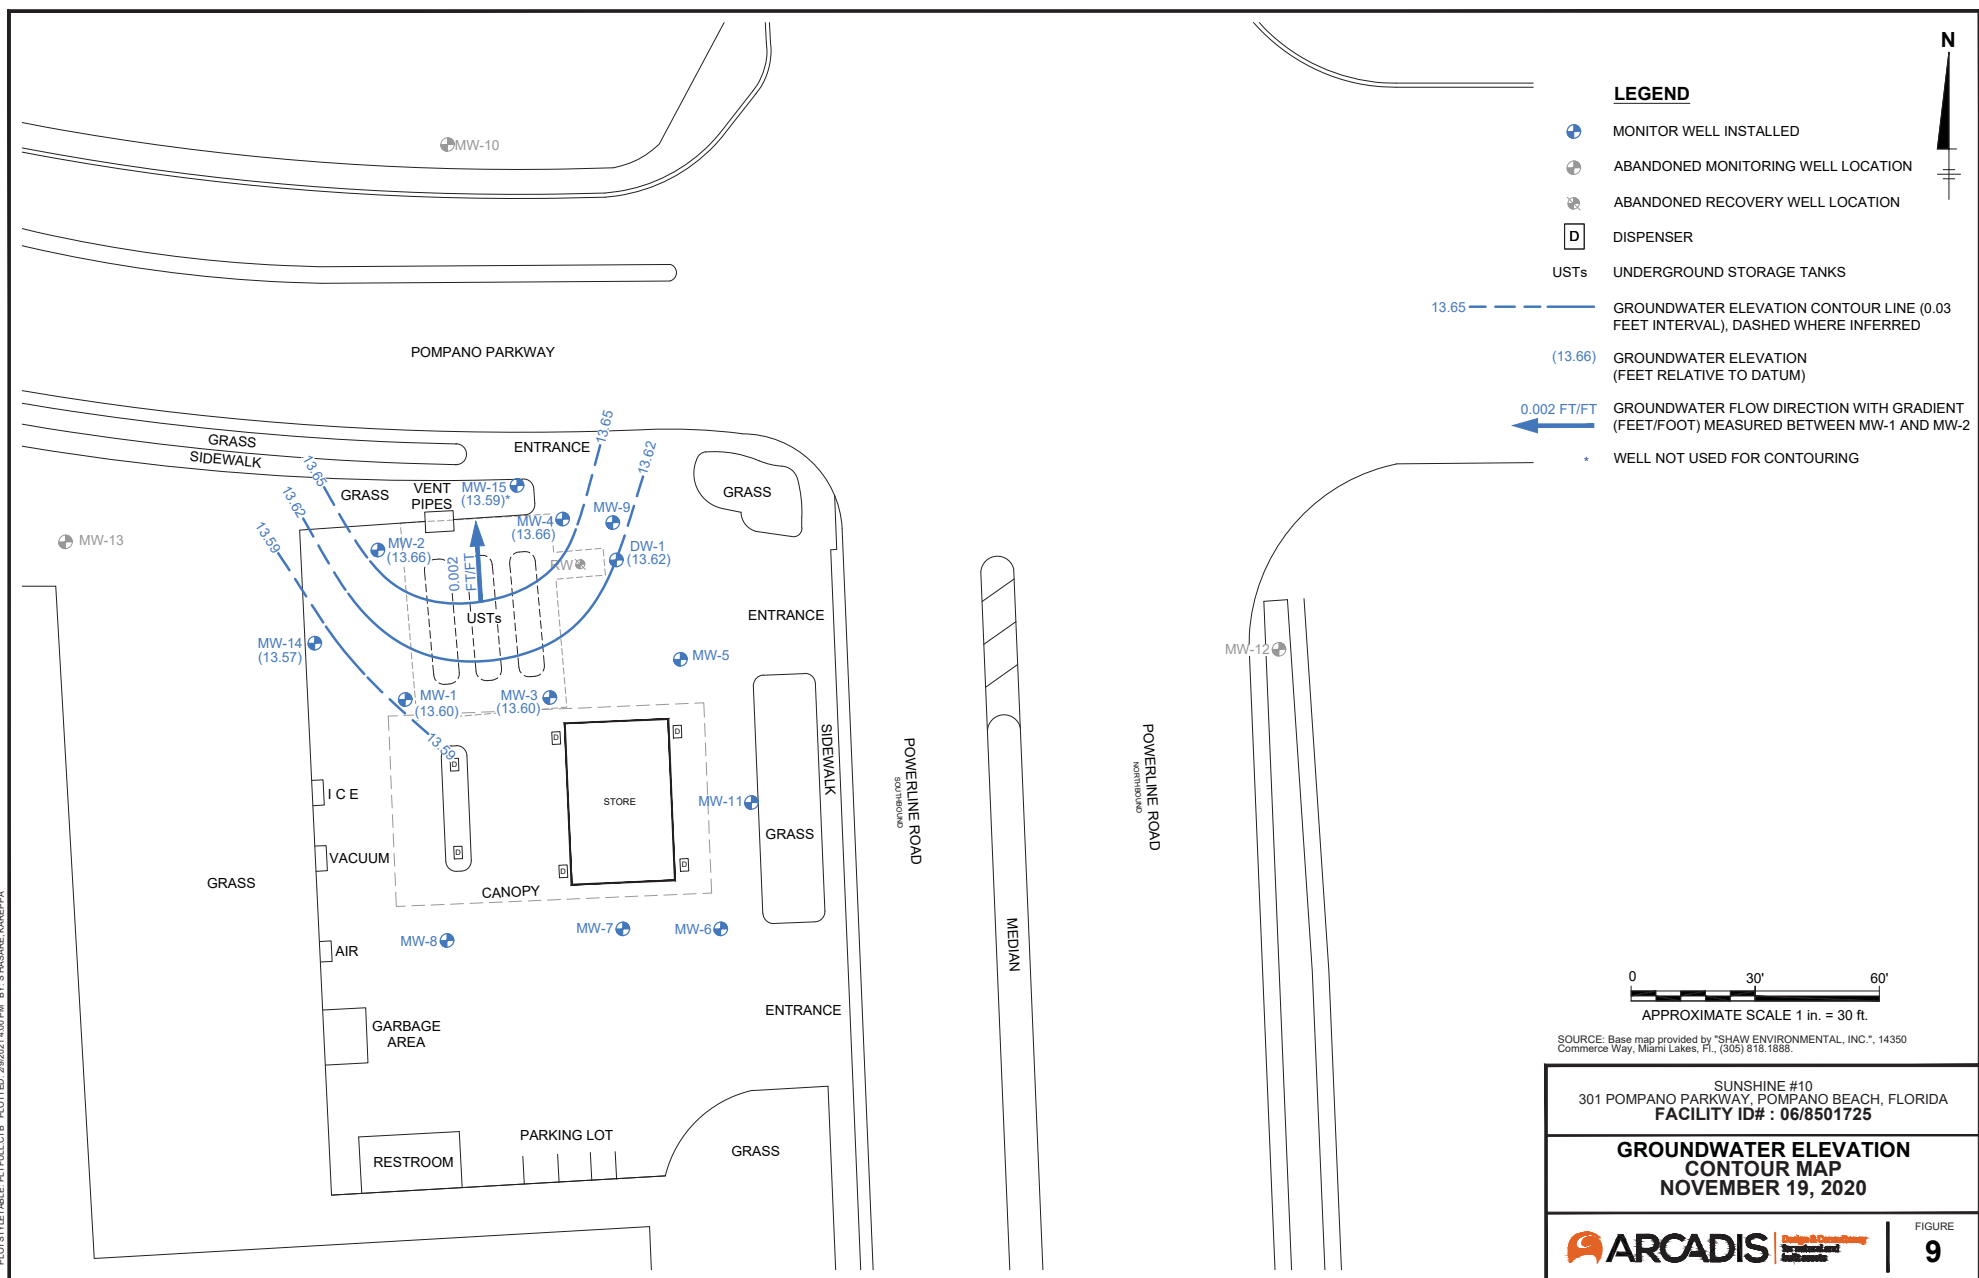 N
LEGEND
MONITOR WELL INSTALLED
ABANDONED MONITORING WELL LOCATION
ABANDONED RECOVERY WELL LOCATION
D
DISPENSER
USTs
UNDERGROUND STORAGE TANKS
13.65
GROUNDWATER ELEVATION CONTOUR LINE (0.03
FEET INTERVAL), DASHED WHERE INFERRED
(13.66)
GROUNDWATER ELEVATION
(FEET RELATIVE TO DATUM)
0.002 FT/FT
GROUNDWATER FLOW DIRECTION WITH GRADIENT
(FEET/FOOT) MEASURED BETWEEN MW-1 AND MW-2
*
WELL NOT USED FOR CONTOURING
MW-10
POMPANO PARKWAY
GRASS
SIDEWALK
ENTRANCE
13.65
13.62
13.65
13.62
13.59
GRASS
VENT
PIPES
MW-15
(13.59)*
GRASS
MW-9
MW-4
(13.66)
MW-13
MW-2
(13.66)
DW-1
(13.62)
RW
0.002
FT/FT
USTs
ENTRANCE
MW-14
(13.57)
MW-5
MW-12
MW-1
(13.60)
MW-3
(13.60)
13.59
D
D
D
D
D
D
STORE
SIDEWALK
POWERLINE ROAD
SOUTHBOUND
POWERLINE ROAD
NORTHBOUND
I C E
MW-11
GRASS
VACUUM
GRASS
CANOPY
MW-8
MW-7
MW-6
AIR
MEDIAN
ENTRANCE
GARBAGE
AREA
PARKING LOT
RESTROOM
GRASS
0 30' 60'
APPROXIMATE SCALE 1 in. = 30 ft.
SOURCE: Base map provided by "SHAW ENVIRONMENTAL, INC.", 14350
Commerce Way, Miami Lakes, Fl., (305) 818.1888.
SUNSHINE #10
301 POMPANO PARKWAY, POMPANO BEACH, FLORIDA
FACILITY ID# : 06/8501725
GROUNDWATER ELEVATION
CONTOUR MAP
NOVEMBER 19, 2020
ARCADIS
Design & Consultancy
for natural and
built assets
FIGURE
9